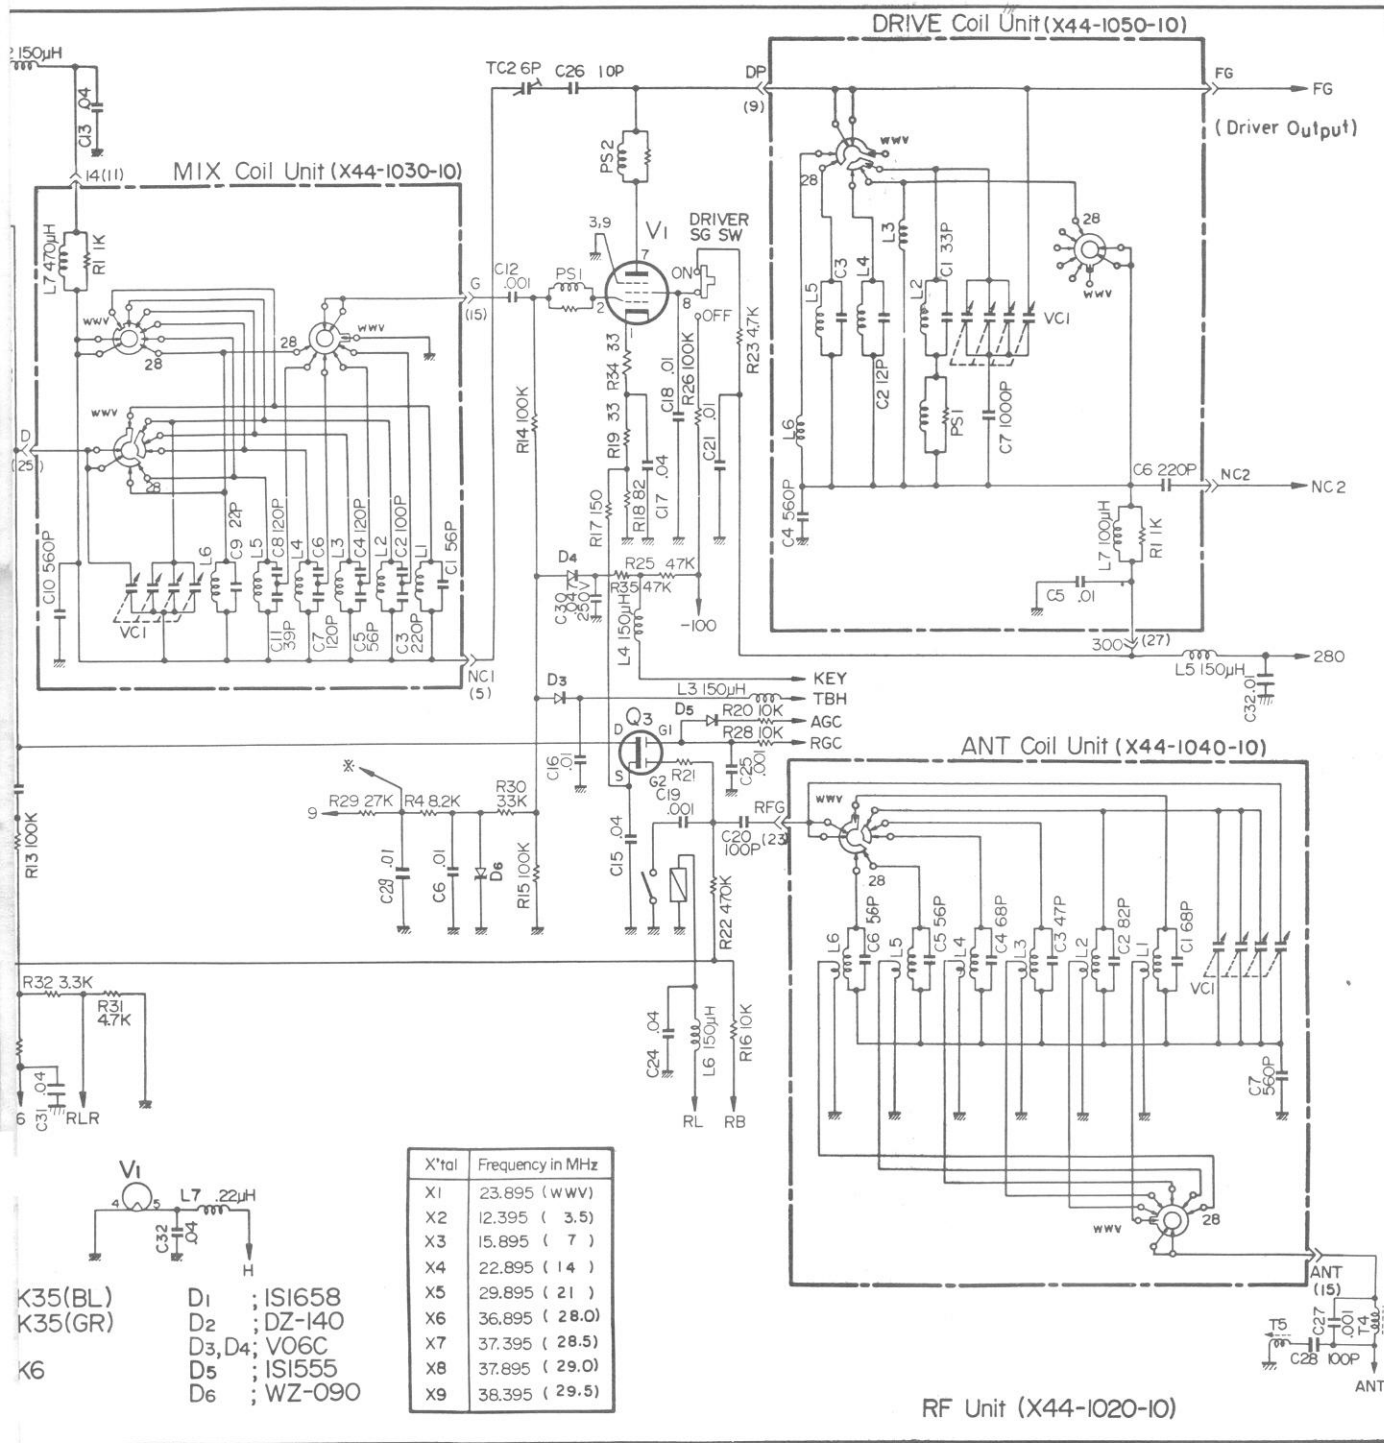 DRIVE Coil Unit (X44-1050-10)
2 150μH
C13 .04
14(11)
MIX Coil Unit (X44-1030-10)
TC2 6P
C26 10P
DP
(9)
FG
FG
(Driver Output)
PS2
3,9
V1
7
DRIVER
SG SW
ON
OFF
8
2
1
G
(15)
C12
.001
PS1
L7 470μH
R1 1K
WWV
28
28
WWV
WWV
28
D
(25)
R14 100K
R34 33
R19 33
R17 150
R18 82
C17 .04
C18 .01
R26 100K
C21 .01
R23 4.7K
WWV
28
28
WWV
L5
C3
L4
C2 12P
L3
L2
C1 33P
PS1
C7 1000P
VC1
L6
C4 560P
C6 220P
NC2
NC2
L7 100μH
R1 1K
C5 .01
300
(27)
L5 150μH
280
C32 .01
C10 560P
VC1
L6
C9 22P
L5
C8 120P
C11 39P
L4
C6
C7 120P
L3
C4 120P
C5 56P
L2
C2 100P
C3 220P
L1
C1 56P
NC1
(5)
D4
C30 .047 250V
R25 47K
R35 47K
L4 150μH
-100
KEY
D3
L3 150μH
TBH
D5
R20 10K
AGC
R28 10K
RGC
Q3
D
G1
S
G2
R21
C16 .01
C25 .001
C19
.001
※
R29 27K
R4 8.2K
R30
33K
9
C29 .01
C6 .01
D6
R15 100K
C15 .04
R22 470K
RFG
C20
100P
(23)
R13 100K
ANT Coil Unit (X44-1040-10)
WWV
28
L6
C6 56P
L5
C5 56P
L4
C4 68P
L3
C3 47P
L2
C2 82P
L1
C1 68P
VC1
C7 560P
R32 3.3K
R31
4.7K
C31 .04
6
RLR
C24 .04
L6 150μH
R16 10K
RL
RB
WWV
28
ANT
(15)
T5
C27 .001
T4
C28 100P
ANT
V1
4
5
L7 .22μH
C32 .04
H
K35(BL)
K35(GR)
K6
D1 ; IS1658
D2 ; DZ-140
D3,D4; V06C
D5 ; IS1555
D6 ; WZ-090
X'tal Frequency in MHz
X1 23.895 (WWV)
X2 12.395 ( 3.5)
X3 15.895 ( 7 )
X4 22.895 ( 14 )
X5 29.895 ( 21 )
X6 36.895 ( 28.0)
X7 37.395 ( 28.5)
X8 37.895 ( 29.0)
X9 38.395 ( 29.5)
RF Unit (X44-1020-10)